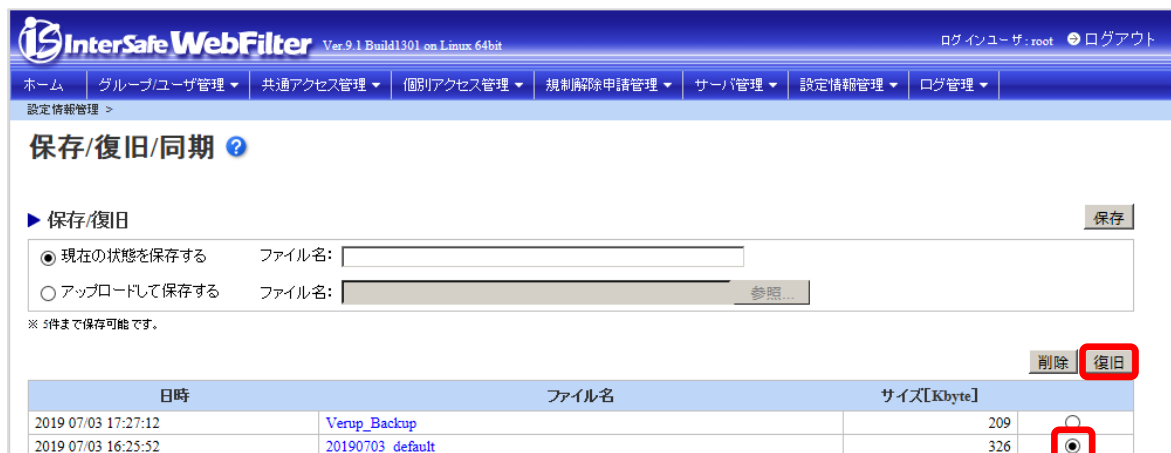 InterSafe WebFilter Ver.9.1 Build1301 on Linux 64bit ログインユーザ: root ログアウト
ホーム グループ/ユーザ管理 ▼ 共通アクセス管理 ▼ 個別アクセス管理 ▼ 規制解除申請管理 ▼ サーバ管理 ▼ 設定情報管理 ▼ ログ管理 ▼
設定情報管理 >
保存/復旧/同期 ?
▶ 保存/復旧 保存
現在の状態を保存する ファイル名:
アップロードして保存する ファイル名: 参照...
※ 5件まで保存可能です。
削除 復旧
日時 ファイル名 サイズ[Kbyte]
2019 07/03 17:27:12 Verup_Backup 209
2019 07/03 16:25:52 20190703_default 326